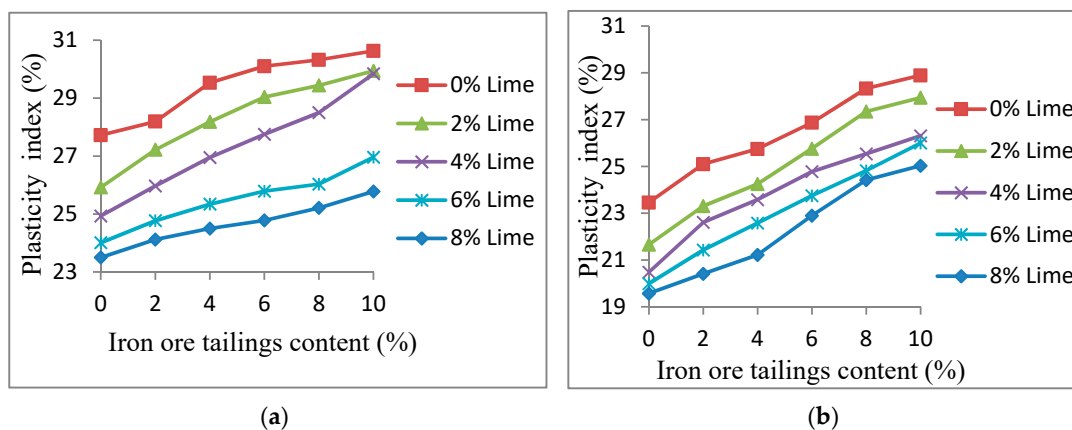 31
29
27
25
23
Plasticity index (%)
0 2 4 6 8 10
Iron ore tailings content (%)
0% Lime
2% Lime
4% Lime
6% Lime
8% Lime
(a)
31
29
27
25
23
21
19
Plasticity index (%)
0 2 4 6 8 10
Iron ore tailings content (%)
0% Lime
2% Lime
4% Lime
6% Lime
8% Lime
(b)